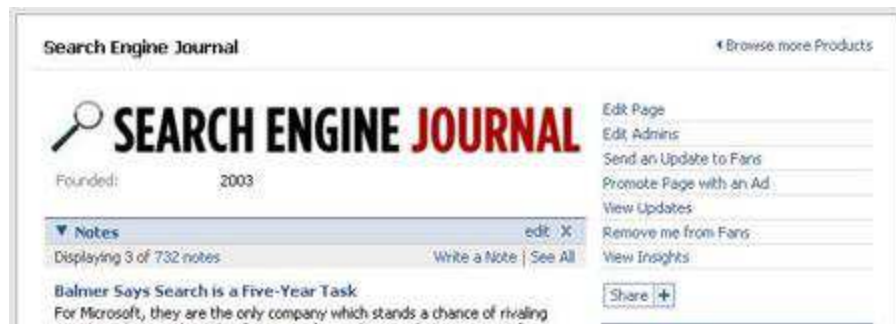 Search Engine Journal
Browse more Products
SEARCH ENGINE JOURNAL
Founded: 2003
Notes edit X
Displaying 3 of 732 notes Write a Note | See All
Balmer Says Search is a Five-Year Task
For Microsoft, they are the only company which stands a chance of rivaling
Edit Page
Edit Admins
Send an Update to Fans
Promote Page with an Ad
View Updates
Remove me from Fans
View Insights
Share +